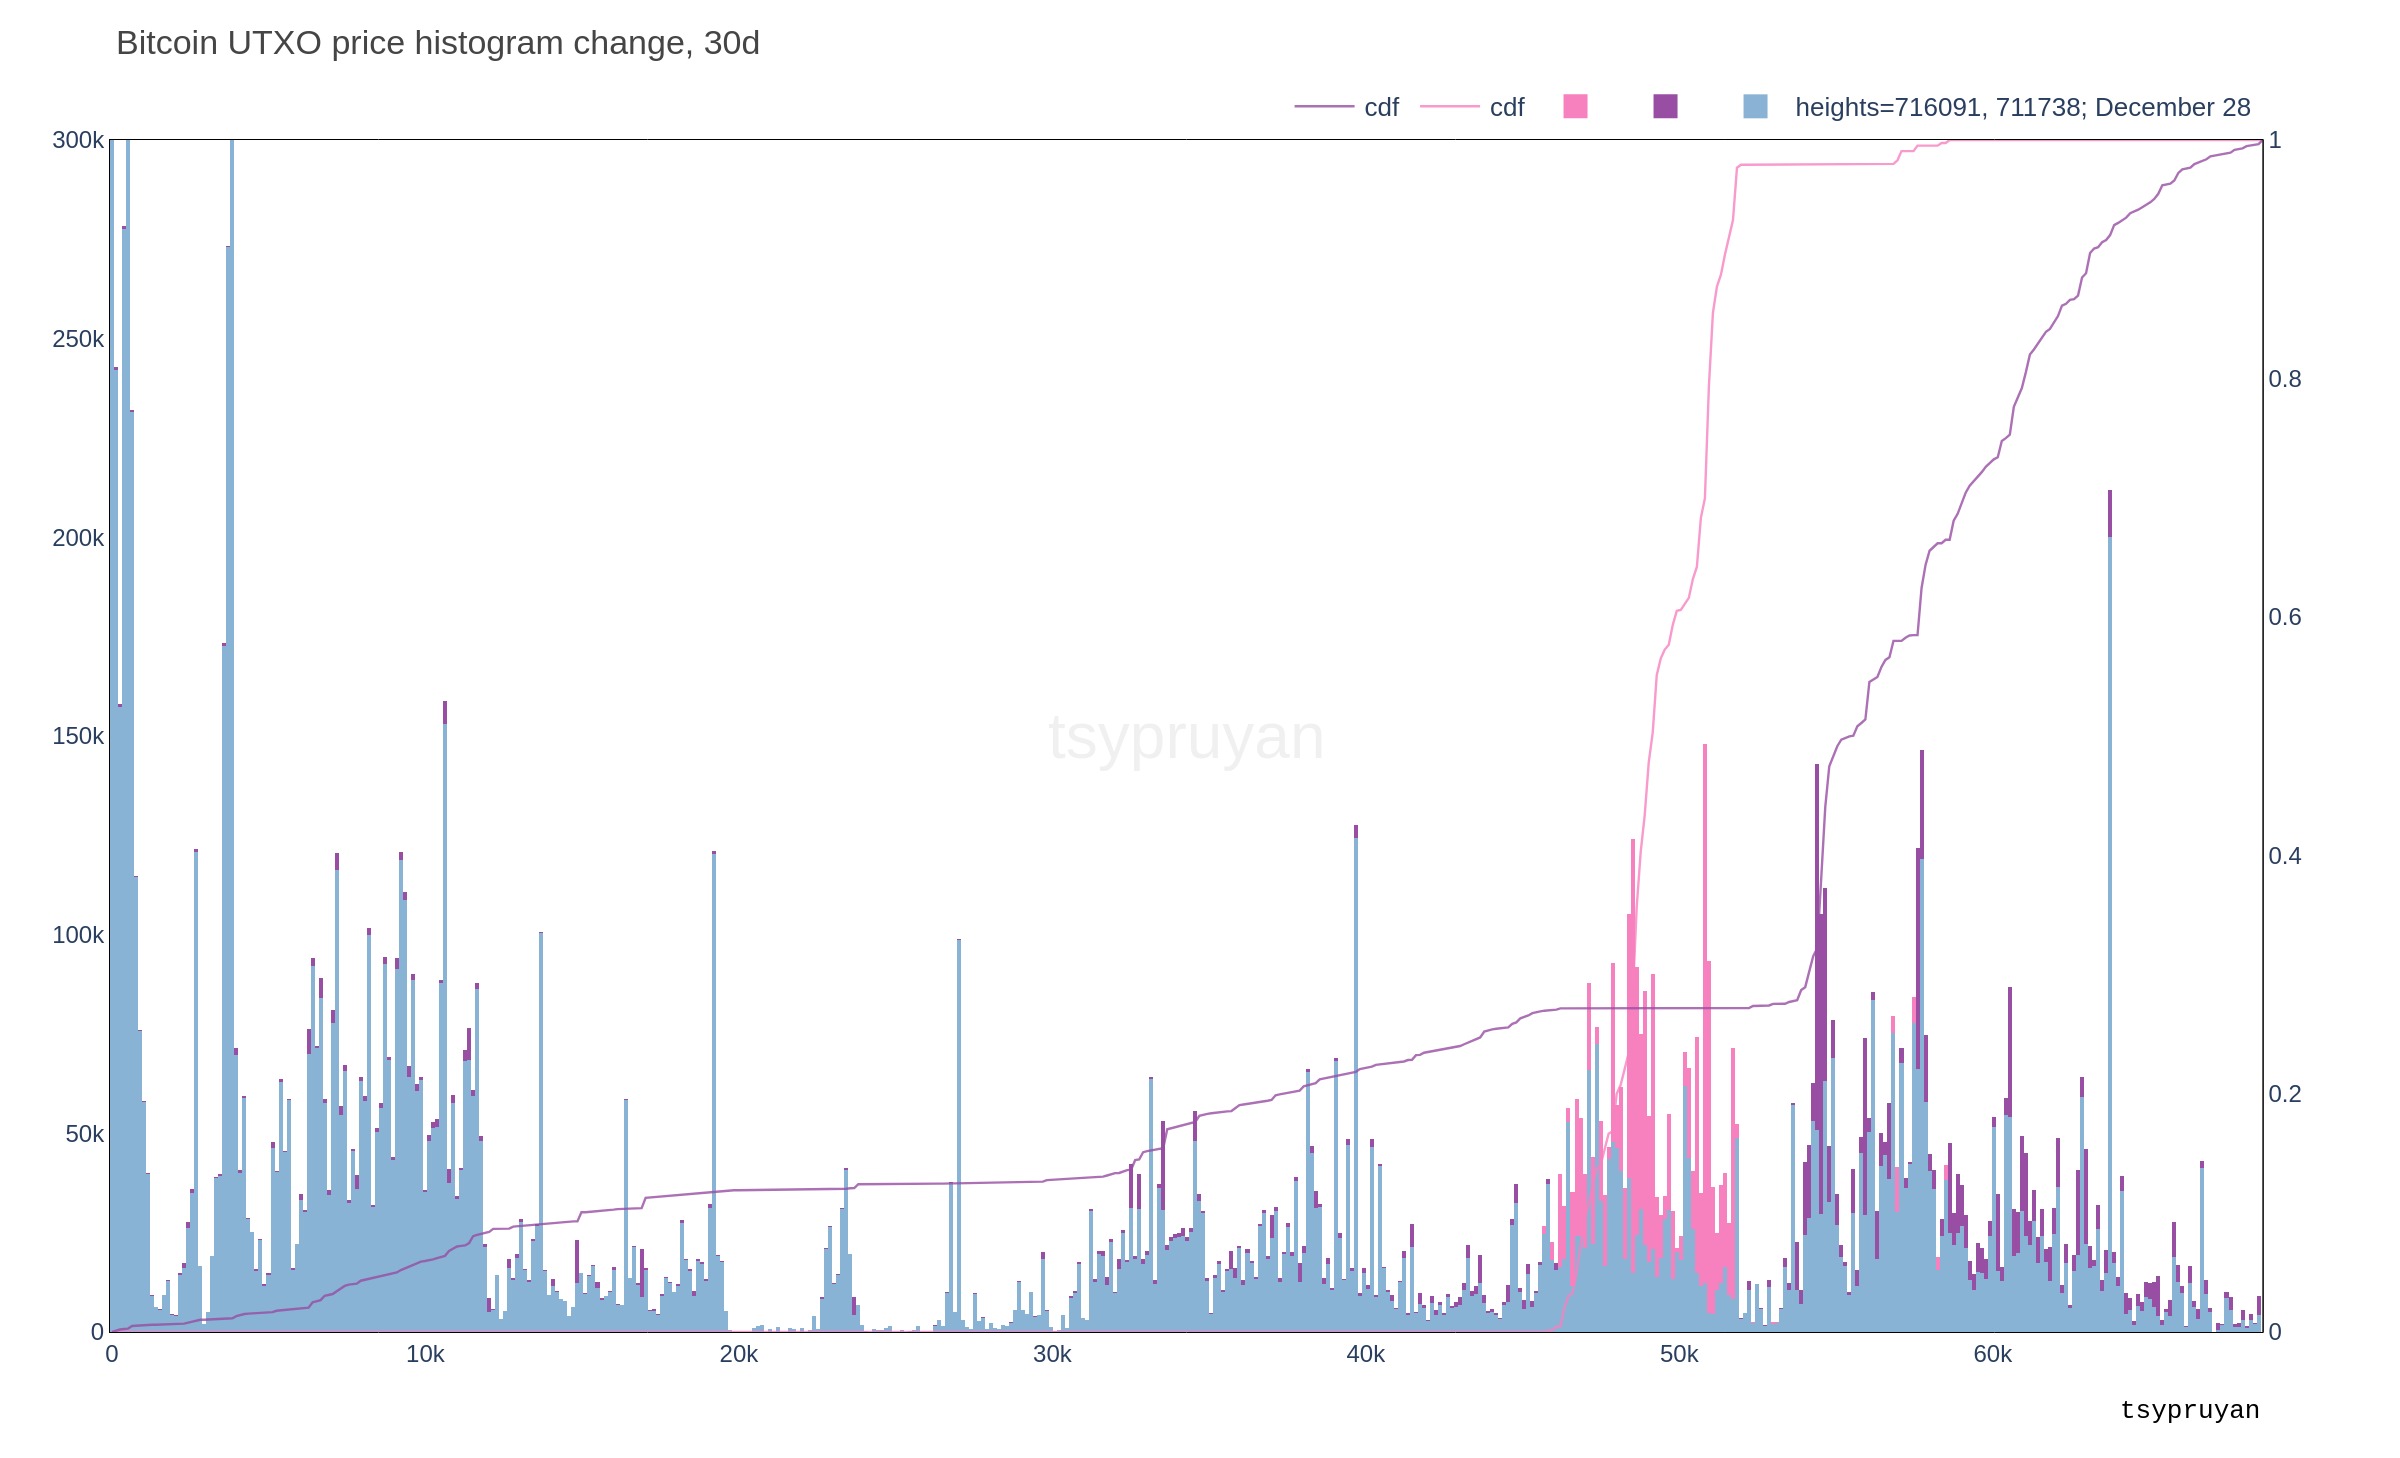 Bitcoin UTXO price histogram change, 30d
cdf cdf heights=716091, 711738; December 28
300k 1
250k
0.8
200k
0.6
150k
tsypruyan
0.4
100k
50k
0.2
0 0
0 10k 20k 30k 40k 50k 60k
tsypruyan